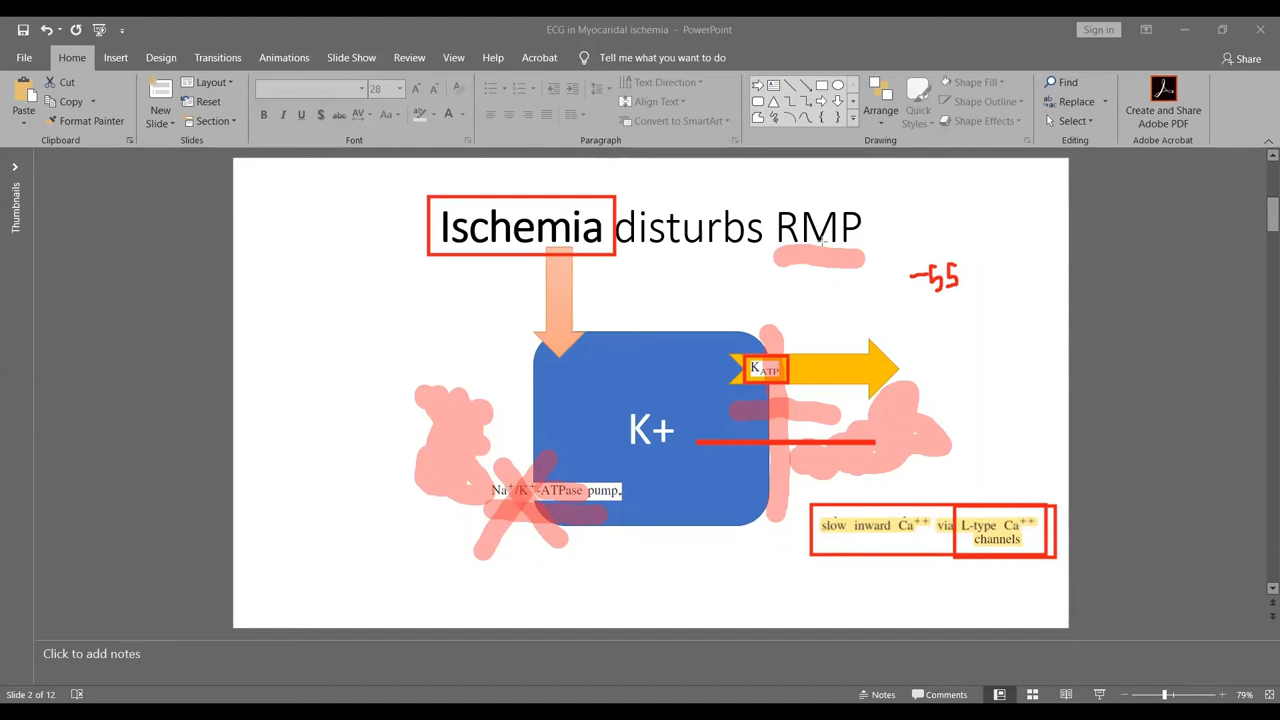 ECG in Myocaridal ischemia - PowerPoint
Sign in
File Home Insert Design Transitions Animations Slide Show Review View Help Acrobat Tell me what you want to do
Share
Paste
Cut
Copy
Format Painter
Clipboard
New Slide
Layout
Reset
Section
Slides
28
B I U S abc AV Aa A
Font
Text Direction
Align Text
Convert to SmartArt
Paragraph
Arrange
Quick Styles
Shape Fill
Shape Outline
Shape Effects
Drawing
Find
Replace
Select
Editing
Create and Share Adobe PDF
Adobe Acrobat
Thumbnails
Ischemia disturbs RMP
-55
K_ATP
K+
Na⁺/K⁺-ATPase pump,
slow inward Ca⁺⁺ via L-type Ca⁺⁺
channels
Click to add notes
Slide 2 of 12
Notes
Comments
79%